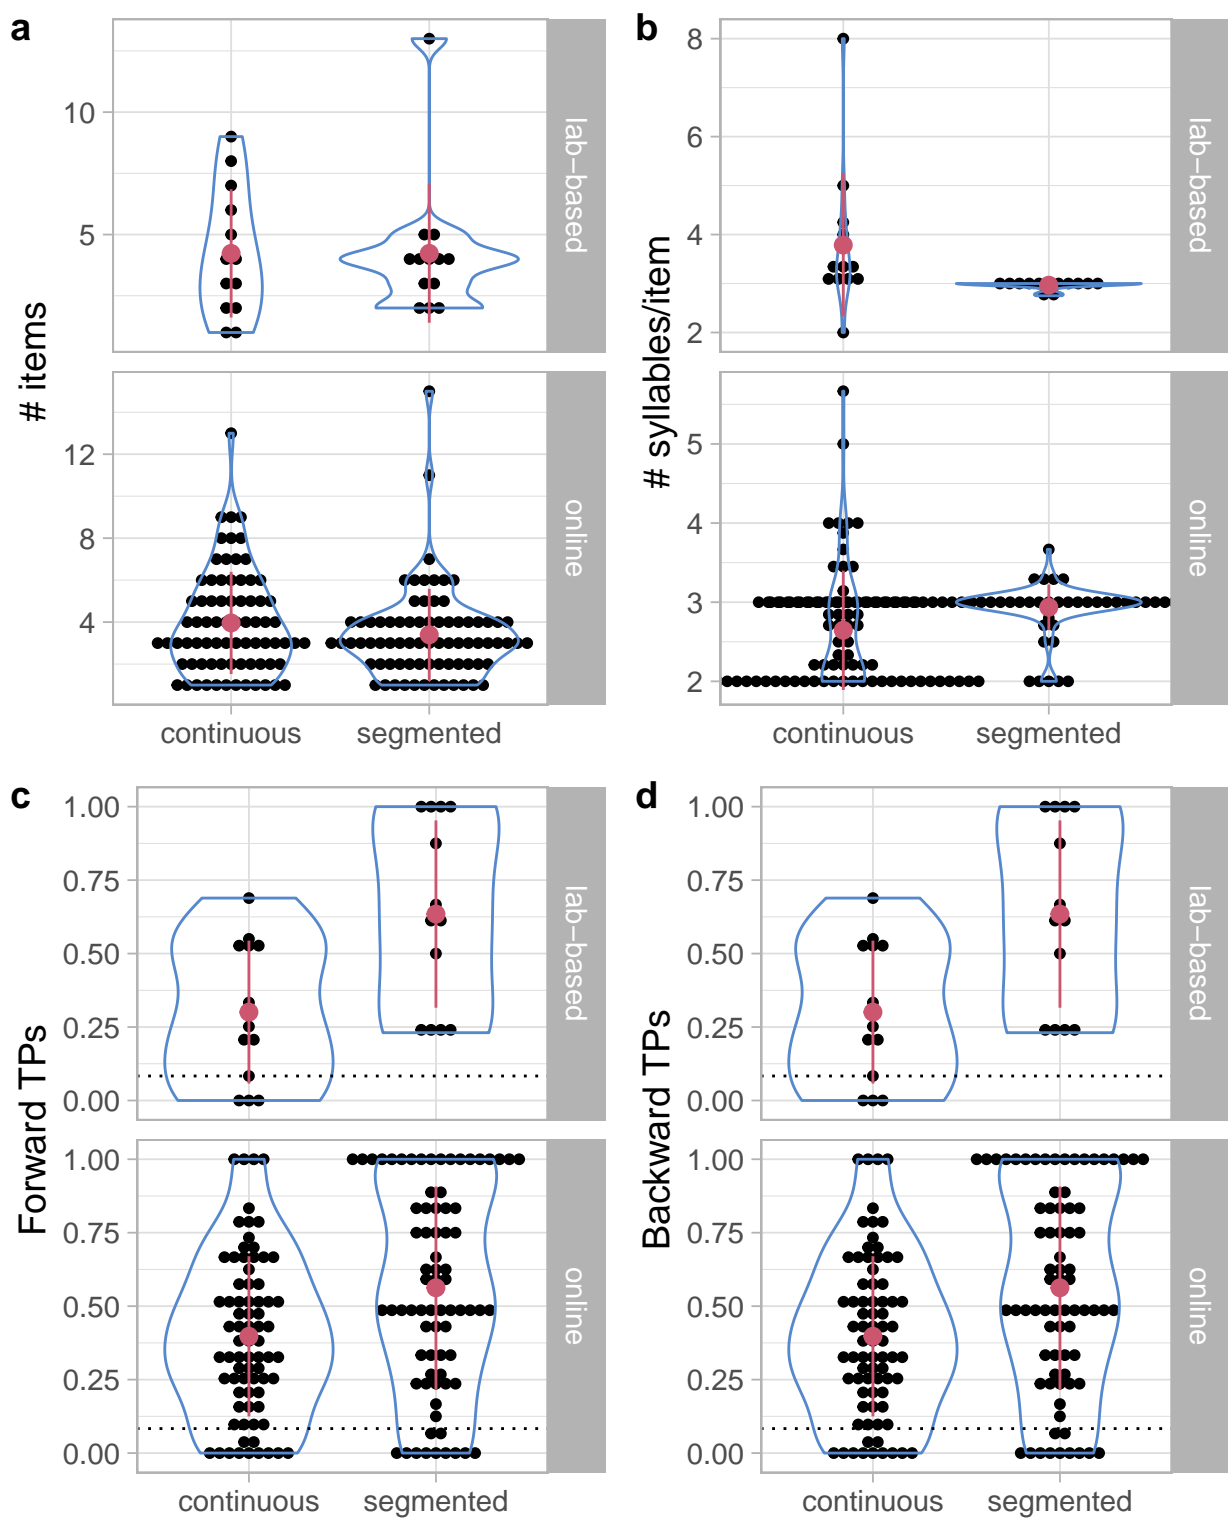 a
# items
10
5
lab−based
12
8
4
online
continuous
segmented
b
# syllables/item
8
6
4
2
lab−based
5
4
3
2
online
continuous
segmented
c
Forward TPs
1.00
0.75
0.50
0.25
0.00
lab−based
1.00
0.75
0.50
0.25
0.00
online
continuous
segmented
d
Backward TPs
1.00
0.75
0.50
0.25
0.00
lab−based
1.00
0.75
0.50
0.25
0.00
online
continuous
segmented